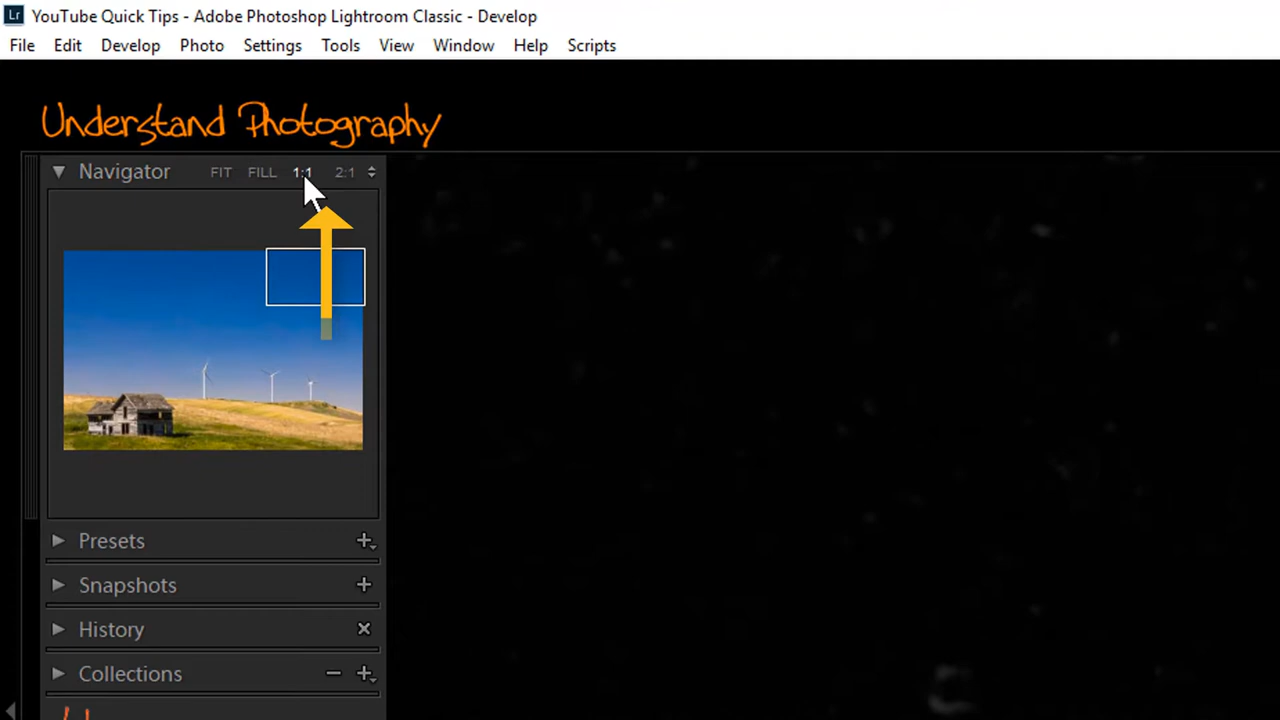 Lr YouTube Quick Tips - Adobe Photoshop Lightroom Classic - Develop
File Edit Develop Photo Settings Tools View Window Help Scripts
Understand Photography
Navigator FIT FILL 1:1 2:1
Presets
Snapshots
History
Collections